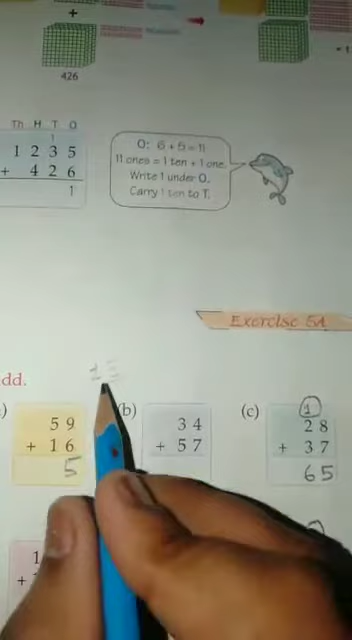 +
426
Th H T O
1
1 2 3 5
+ 4 2 6
1
O: 6 + 5 = 11
11 ones = 1 ten + 1 one.
Write 1 under O.
Carry 1 ten to T.
Exercise 5A
dd.
) 5 9
+ 1 6
5
(b) 3 4
+ 5 7
(c) 1
2 8
+ 3 7
6 5
1
+